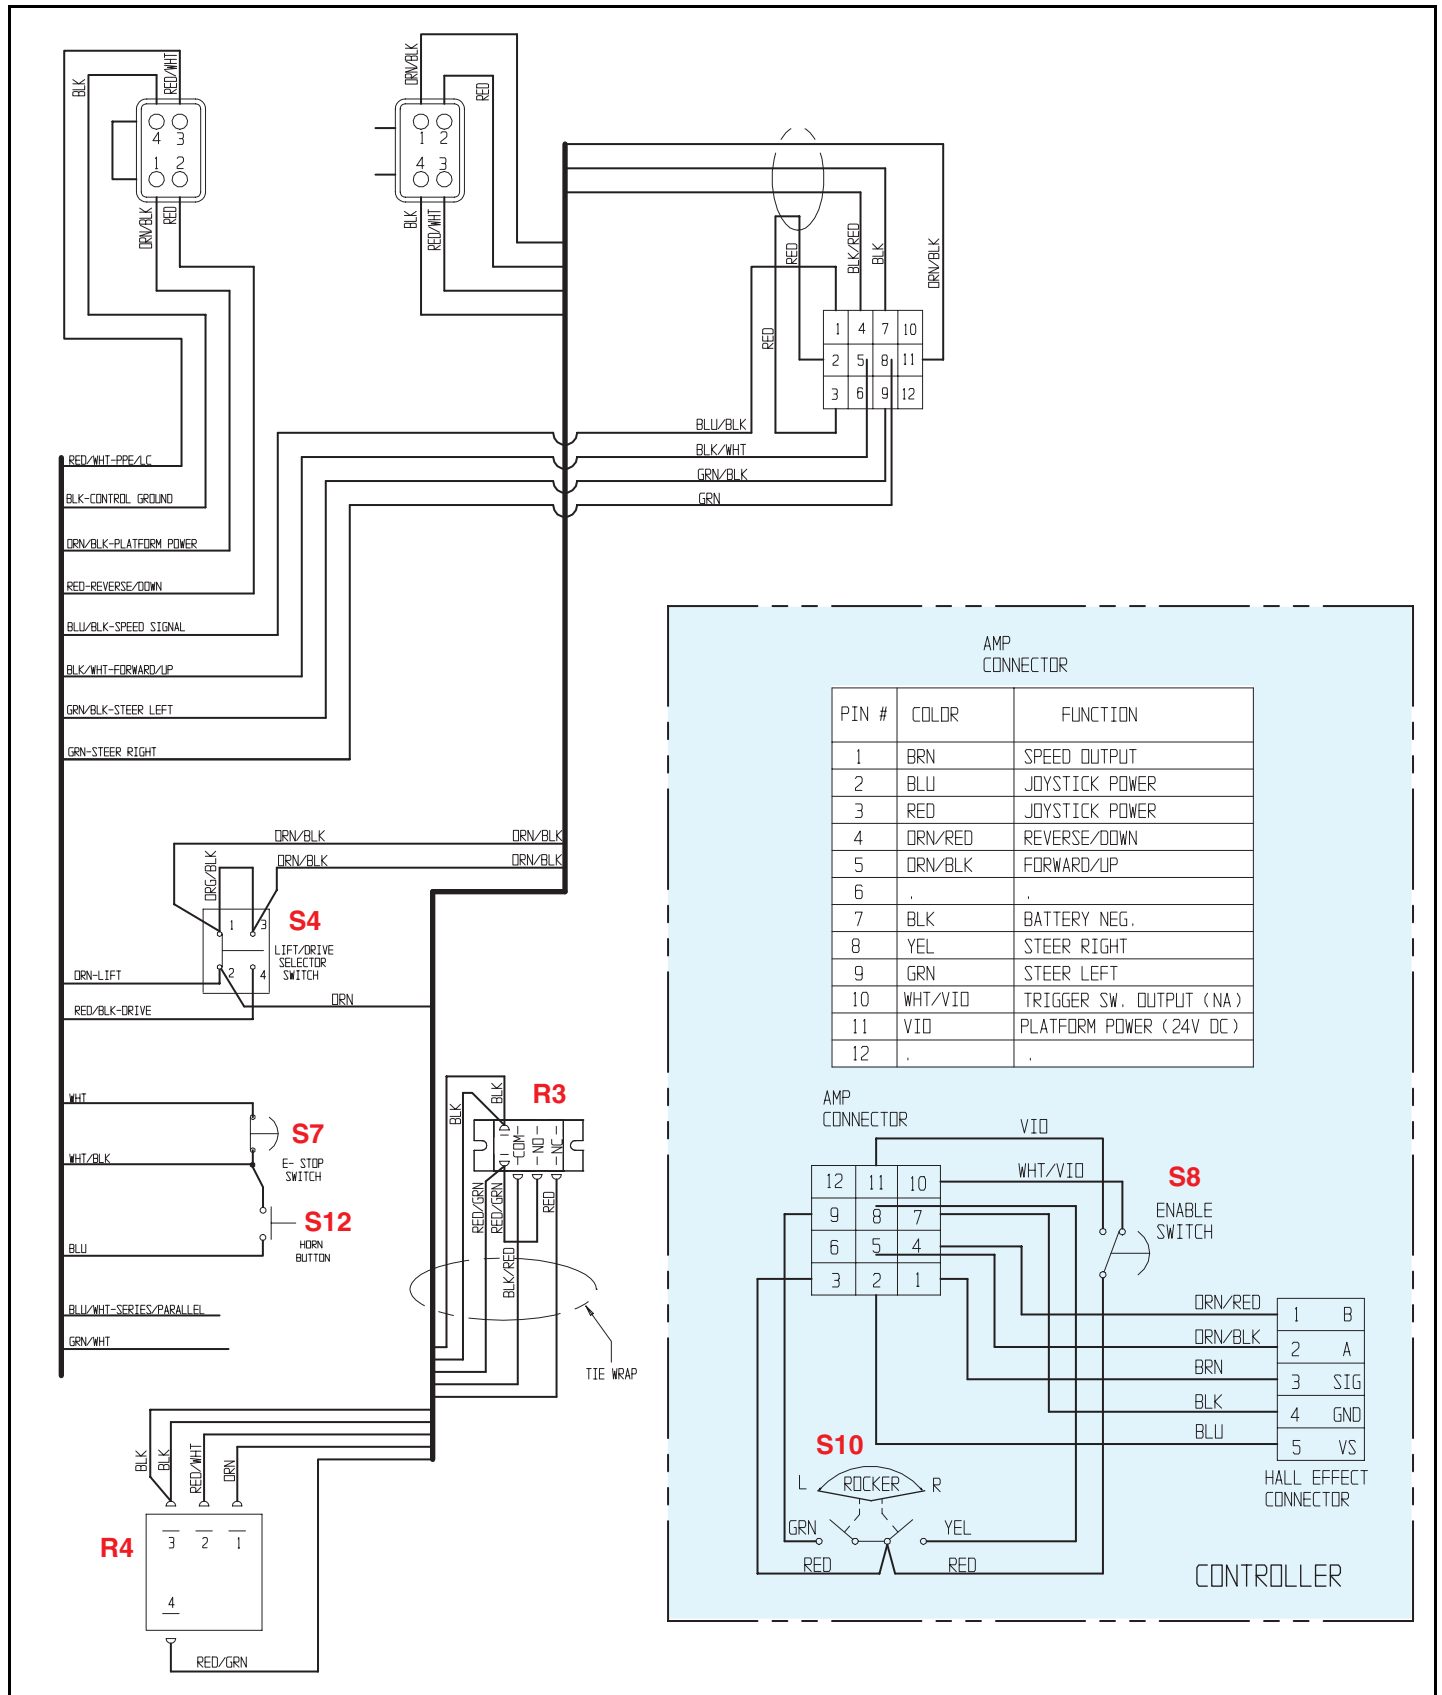 BLK
RED/WHT
4 3
1 2
ORN/BLK
RED
ORN/BLK
RED
1 2
4 3
BLK
RED/WHT
RED
BLK/RED
BLK
ORN/BLK
RED
1 4 7 10
2 5 8 11
3 6 9 12
BLU/BLK
BLK/WHT
GRN/BLK
GRN
RED/WHT-PPE/LC
BLK-CONTROL GROUND
ORN/BLK-PLATFORM POWER
RED-REVERSE/DOWN
BLU/BLK-SPEED SIGNAL
BLK/WHT-FORWARD/UP
GRN/BLK-STEER LEFT
GRN-STEER RIGHT
ORN/BLK
ORN/BLK
ORN/BLK
ORN/BLK
ORG/BLK
1 3
2 4
S4
LIFT/DRIVE
SELECTOR
SWITCH
ORN-LIFT
ORN
RED/BLK-DRIVE
WHT
S7
E- STOP
SWITCH
WHT/BLK
S12
HORN
BUTTON
BLU
BLU/WHT-SERIES/PARALLEL
GRN/WHT
BLK
BLK
R3
COM
NO
NC
RED/GRN
RED/GRN
RED
BLK/RED
TIE WRAP
BLK
BLK
RED/WHT
ORN
R4
3 2 1
4
RED/GRN
AMP
CONNECTOR
PIN # COLOR FUNCTION
1 BRN SPEED OUTPUT
2 BLU JOYSTICK POWER
3 RED JOYSTICK POWER
4 ORN/RED REVERSE/DOWN
5 ORN/BLK FORWARD/UP
6 . .
7 BLK BATTERY NEG.
8 YEL STEER RIGHT
9 GRN STEER LEFT
10 WHT/VIO TRIGGER SW. OUTPUT (NA)
11 VIO PLATFORM POWER (24V DC)
12 . .
AMP
CONNECTOR
VIO
WHT/VIO
12 11 10
9 8 7
6 5 4
3 2 1
S8
ENABLE
SWITCH
ORN/RED
ORN/BLK
BRN
BLK
BLU
1 B
2 A
3 SIG
4 GND
5 VS
HALL EFFECT
CONNECTOR
S10
L ROCKER R
GRN
YEL
RED
RED
CONTROLLER